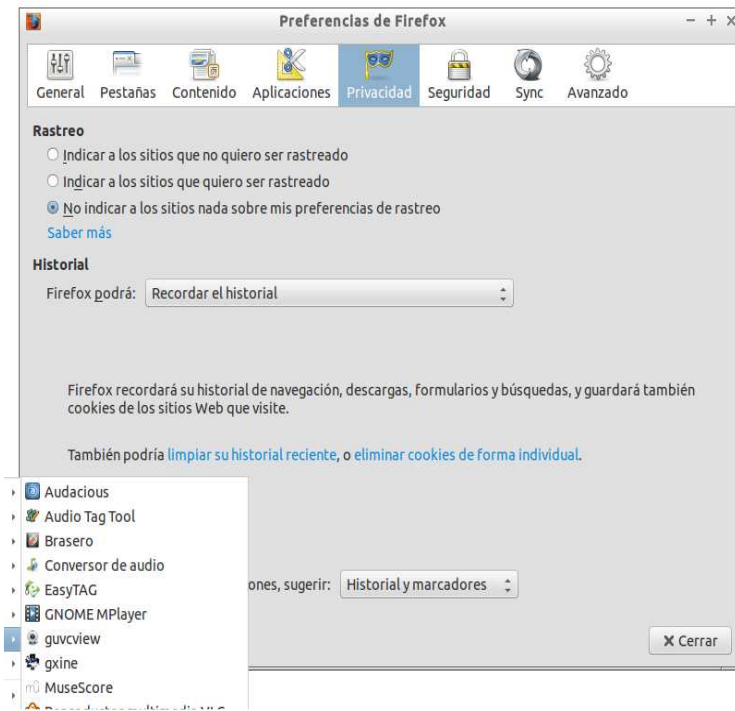 Preferencias de Firefox
General Pestañas Contenido Aplicaciones Privacidad Seguridad Sync Avanzado
Rastreo
Indicar a los sitios que no quiero ser rastreado
Indicar a los sitios que quiero ser rastreado
No indicar a los sitios nada sobre mis preferencias de rastreo
Saber más
Historial
Firefox podrá: Recordar el historial
Firefox recordará su historial de navegación, descargas, formularios y búsquedas, y guardará también
cookies de los sitios Web que visite.
También podría limpiar su historial reciente, o eliminar cookies de forma individual.
ones, sugerir: Historial y marcadores
Cerrar
Audacious
Audio Tag Tool
Brasero
Conversor de audio
EasyTAG
GNOME MPlayer
guvcview
gxine
MuseScore